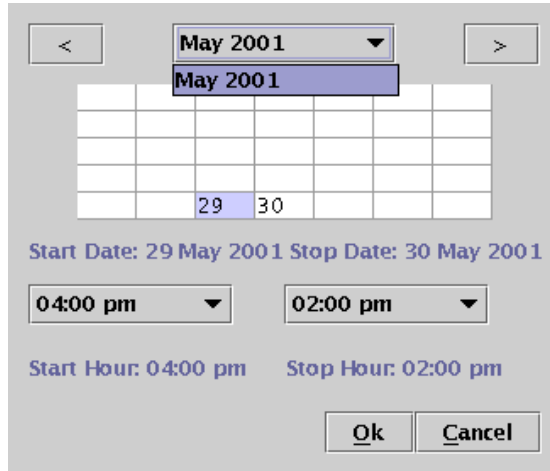 < May 2001 >
May 2001
29 30
Start Date: 29 May 2001 Stop Date: 30 May 2001
04:00 pm 02:00 pm
Start Hour: 04:00 pm Stop Hour: 02:00 pm
Ok Cancel